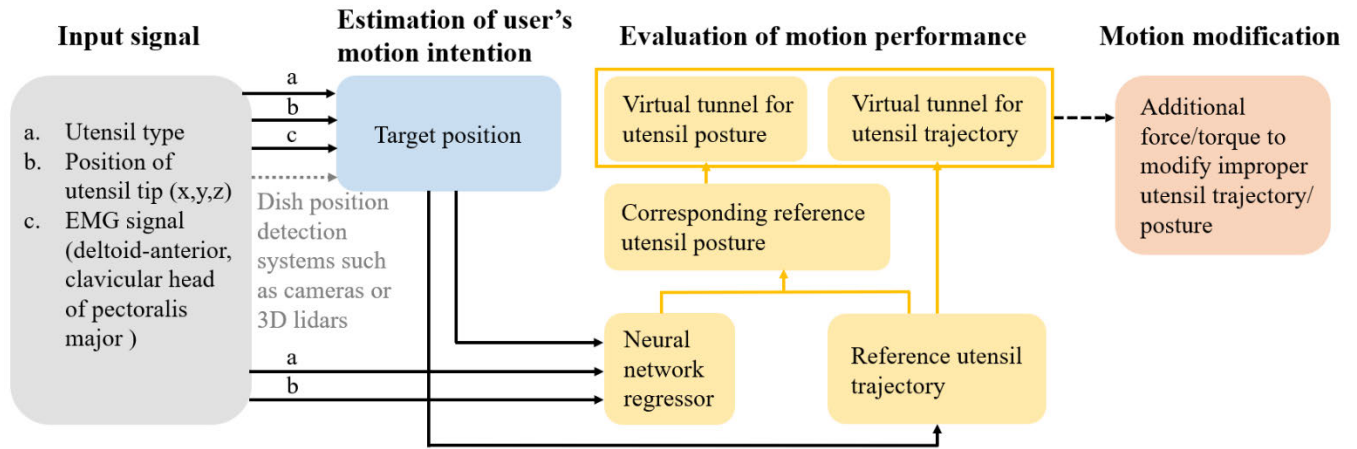 Input signal
a. Utensil type
b. Position of
utensil tip (x,y,z)
c. EMG signal
(deltoid-anterior,
clavicular head
of pectoralis
major )
a
b
c
Dish position
detection
systems such
as cameras or
3D lidars
a
b
Estimation of user’s
motion intention
Target position
Evaluation of motion performance
Virtual tunnel for
utensil posture
Virtual tunnel for
utensil trajectory
Corresponding reference
utensil posture
Neural
network
regressor
Reference utensil
trajectory
Motion modification
Additional
force/torque to
modify improper
utensil trajectory/
posture